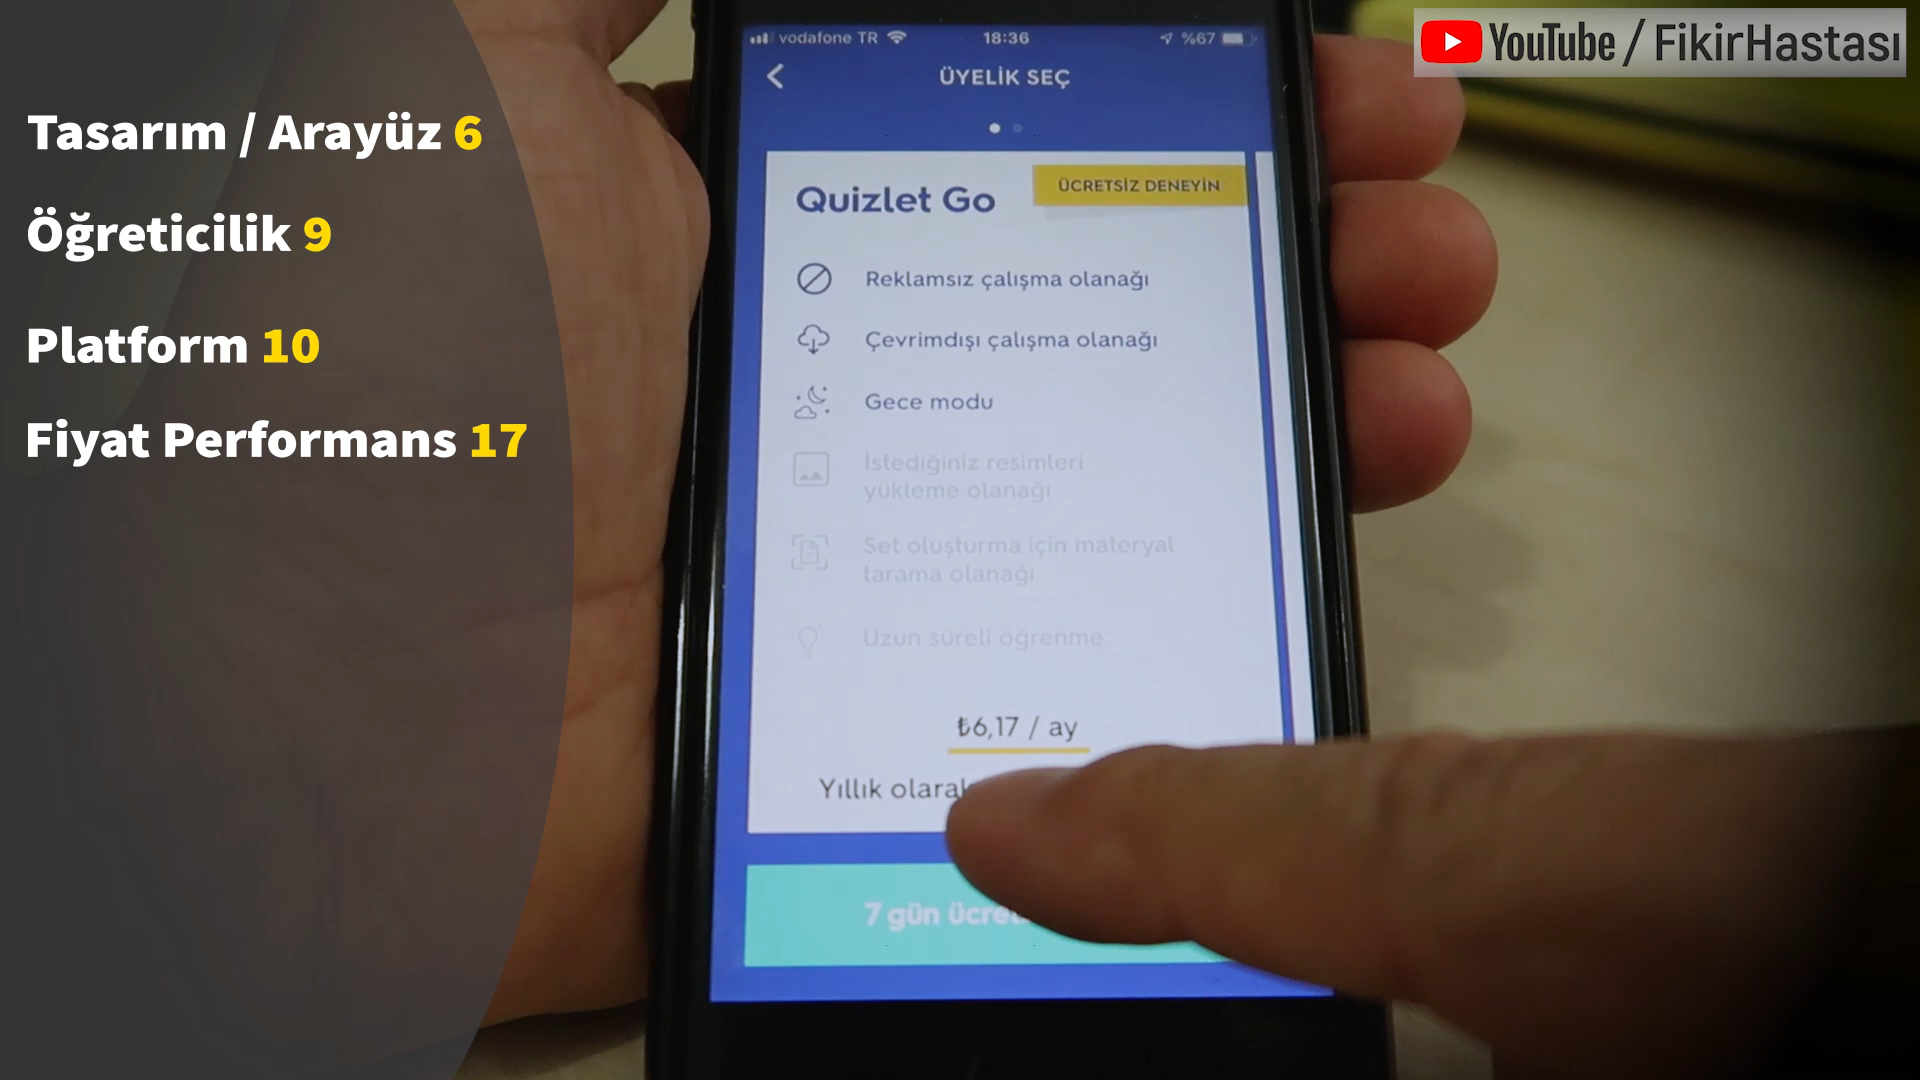 Tasarım / Arayüz 6
Öğreticilik 9
Platform 10
Fiyat Performans 17
YouTube / FikirHastası
vodafone TR 18:36 %67
ÜYELİK SEÇ
Quizlet Go
ÜCRETSİZ DENEYİN
Reklamsız çalışma olanağı
Çevrimdışı çalışma olanağı
Gece modu
İstediğiniz resimleri
yükleme olanağı
Set oluşturma için materyal
tarama olanağı
Uzun süreli öğrenme
₺6,17 / ay
Yıllık
7 gün